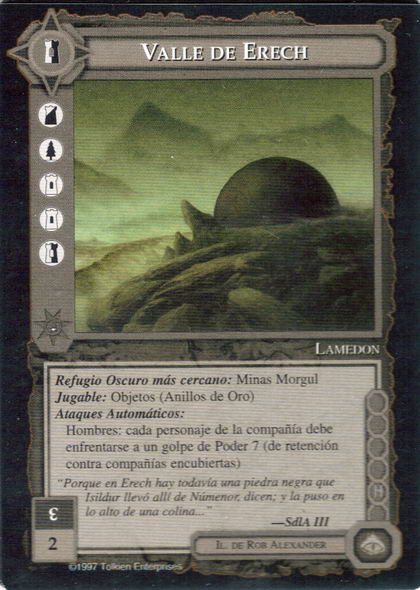 VALLE DE ERECH
LAMEDON
Refugio Oscuro más cercano: Minas Morgul
Jugable: Objetos (Anillos de Oro)
Ataques Automáticos:
Hombres: cada personaje de la compañía debe
enfrentarse a un golpe de Poder 7 (de retención
contra compañías encubiertas)
“Porque en Erech hay todavía una piedra negra que
Isildur llevó allí de Númenor, dicen; y la puso en
lo alto de una colina...”
—SdlA III
ε
2
IL. DE ROB ALEXANDER
©1997 Tolkien Enterprises